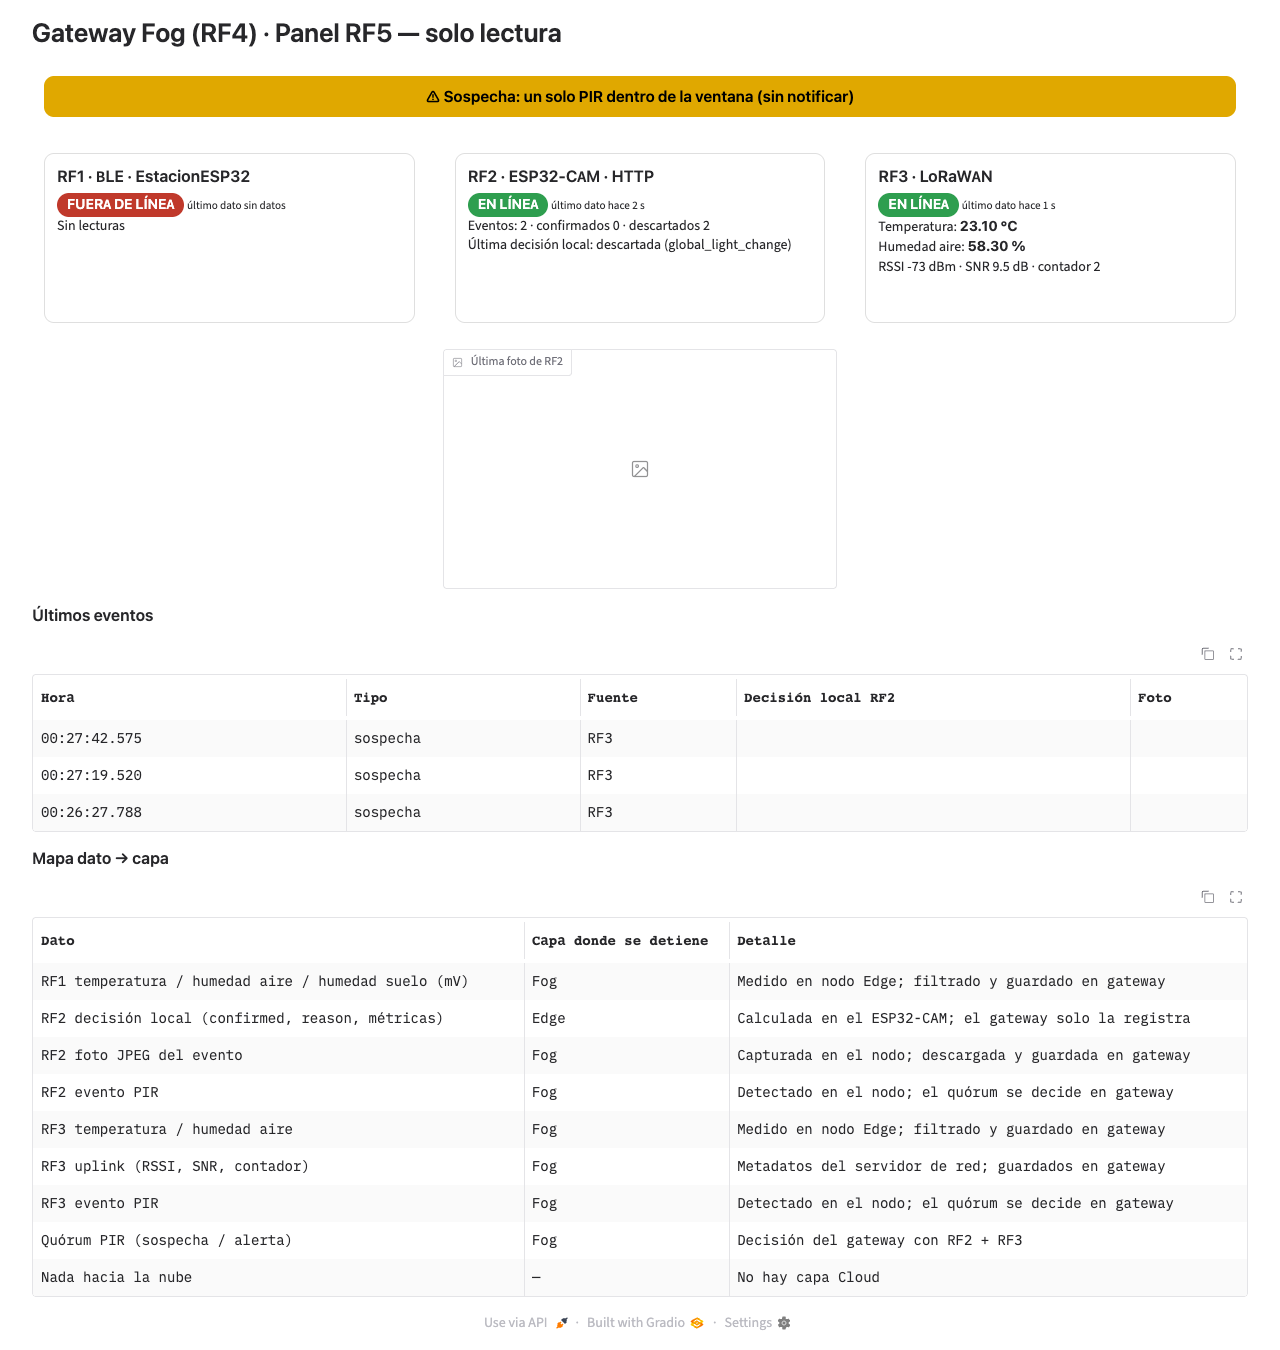 Gateway Fog (RF4) · Panel RF5 — solo lectura
⚠ Sospecha: un solo PIR dentro de la ventana (sin notificar)
RF1 · BLE · EstacionESP32
FUERA DE LÍNEA último dato sin datos
Sin lecturas
RF2 · ESP32-CAM · HTTP
EN LÍNEA último dato hace 2 s
Eventos: 2 · confirmados 0 · descartados 2
Última decisión local: descartada (global_light_change)
RF3 · LoRaWAN
EN LÍNEA último dato hace 1 s
Temperatura: 23.10 °C
Humedad aire: 58.30 %
RSSI -73 dBm · SNR 9.5 dB · contador 2
Última foto de RF2
Últimos eventos
Hora Tipo Fuente Decisión local RF2 Foto
00:27:42.575 sospecha RF3
00:27:19.520 sospecha RF3
00:26:27.788 sospecha RF3
Mapa dato → capa
Dato Capa donde se detiene Detalle
RF1 temperatura / humedad aire / humedad suelo (mV) Fog Medido en nodo Edge; filtrado y guardado en gateway
RF2 decisión local (confirmed, reason, métricas) Edge Calculada en el ESP32-CAM; el gateway solo la registra
RF2 foto JPEG del evento Fog Capturada en el nodo; descargada y guardada en gateway
RF2 evento PIR Fog Detectado en el nodo; el quórum se decide en gateway
RF3 temperatura / humedad aire Fog Medido en nodo Edge; filtrado y guardado en gateway
RF3 uplink (RSSI, SNR, contador) Fog Metadatos del servidor de red; guardados en gateway
RF3 evento PIR Fog Detectado en el nodo; el quórum se decide en gateway
Quórum PIR (sospecha / alerta) Fog Decisión del gateway con RF2 + RF3
Nada hacia la nube — No hay capa Cloud
Use via API · Built with Gradio · Settings